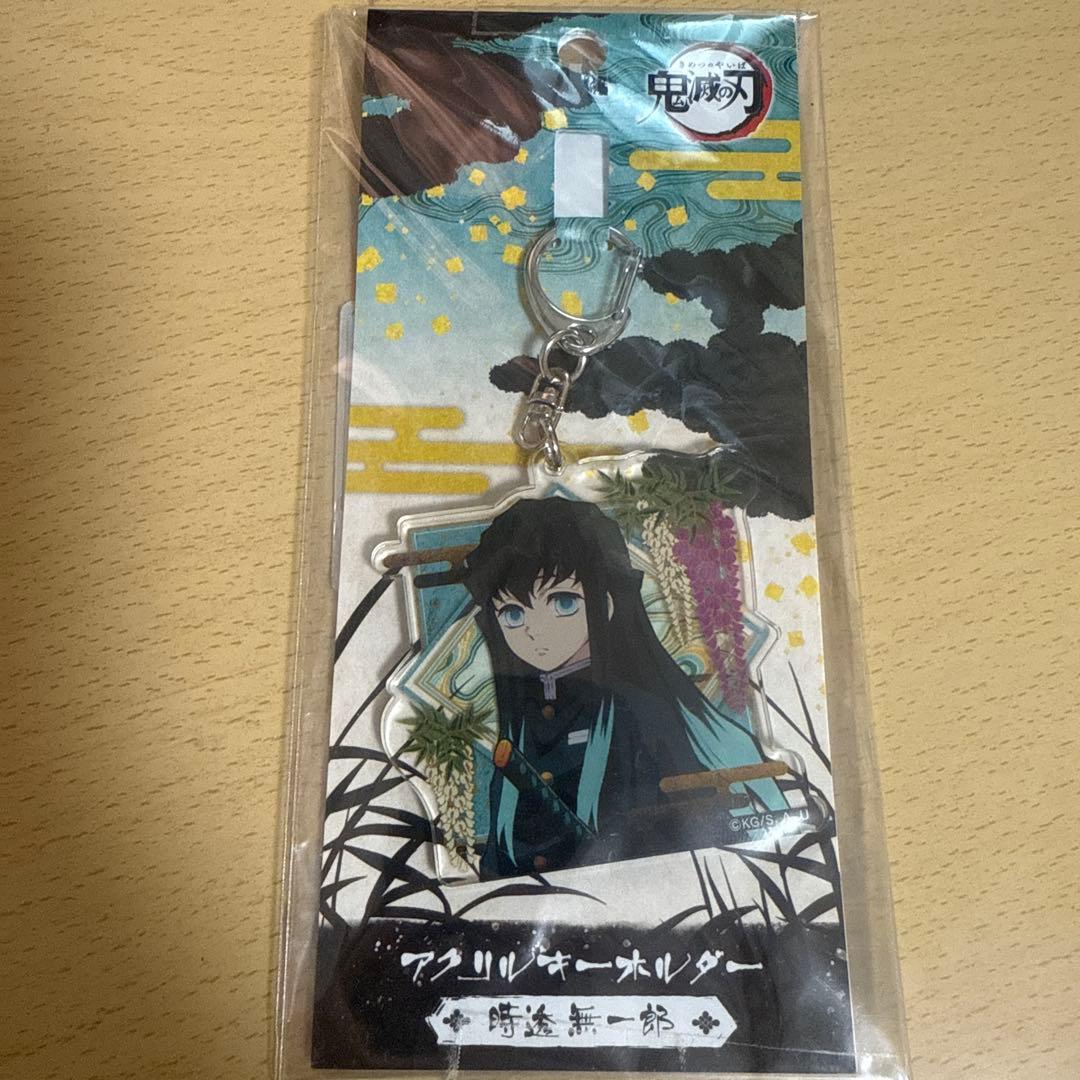 きめつのやいば
鬼滅の刃
©KG/S,A,U
アクリルキーホルダー
時透無一郎